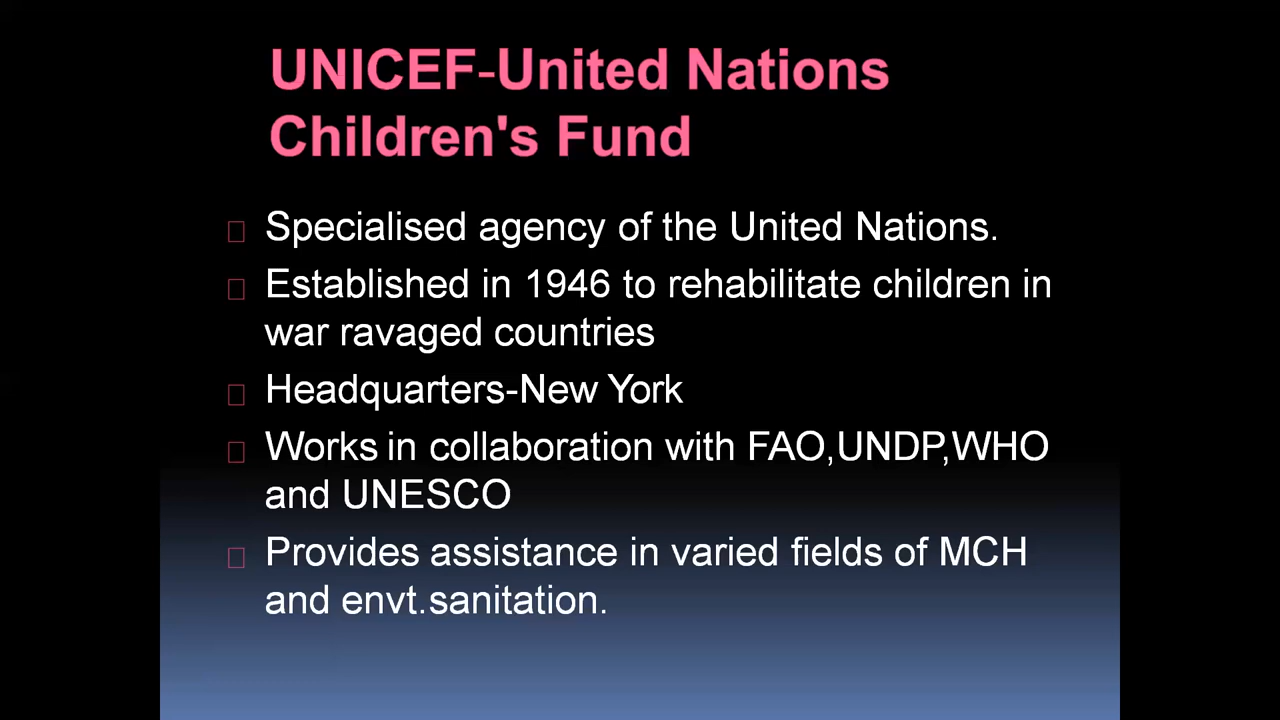 UNICEF-United Nations
Children's Fund
Specialised agency of the United Nations.
Established in 1946 to rehabilitate children in
war ravaged countries
Headquarters-New York
Works in collaboration with FAO,UNDP,WHO
and UNESCO
Provides assistance in varied fields of MCH
and envt.sanitation.